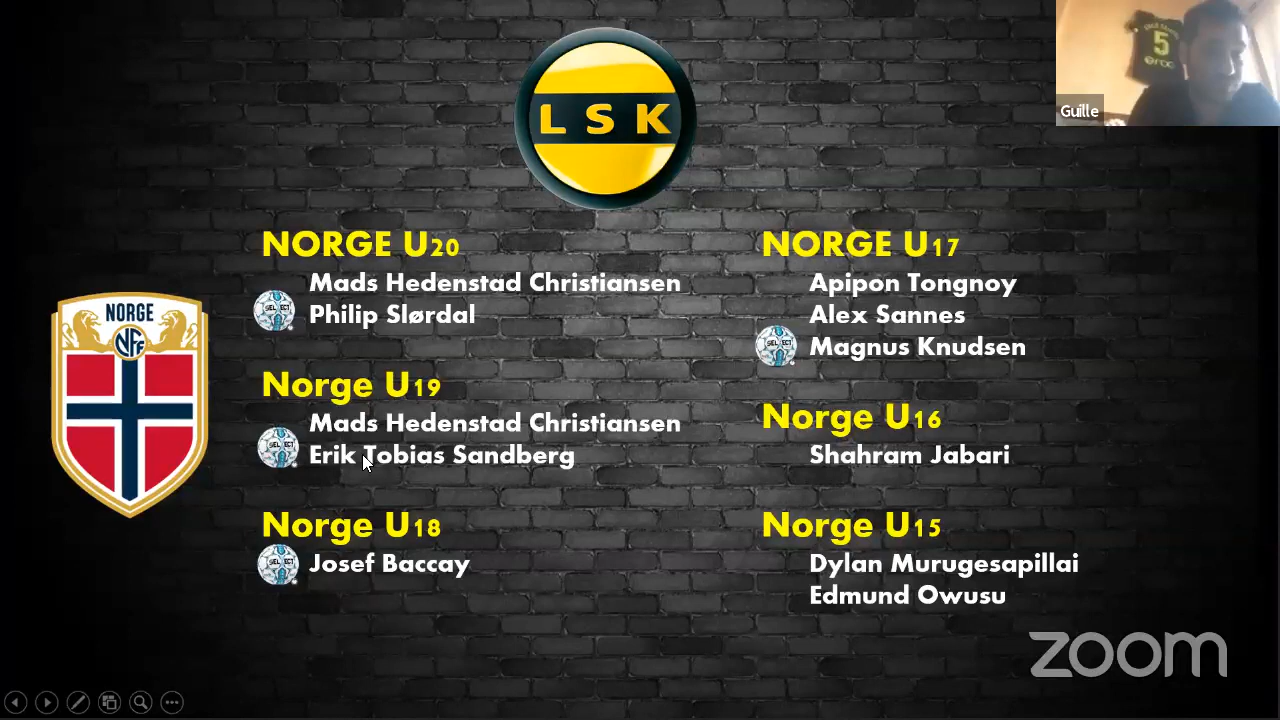 LSK
5
Guille
NORGE U20
Mads Hedenstad Christiansen
Philip Slørdal
NORGE
NFF
Norge U19
Mads Hedenstad Christiansen
Erik Tobias Sandberg
Norge U18
Josef Baccay
NORGE U17
Apipon Tongnoy
Alex Sannes
Magnus Knudsen
Norge U16
Shahram Jabari
Norge U15
Dylan Murugesapillai
Edmund Owusu
zoom